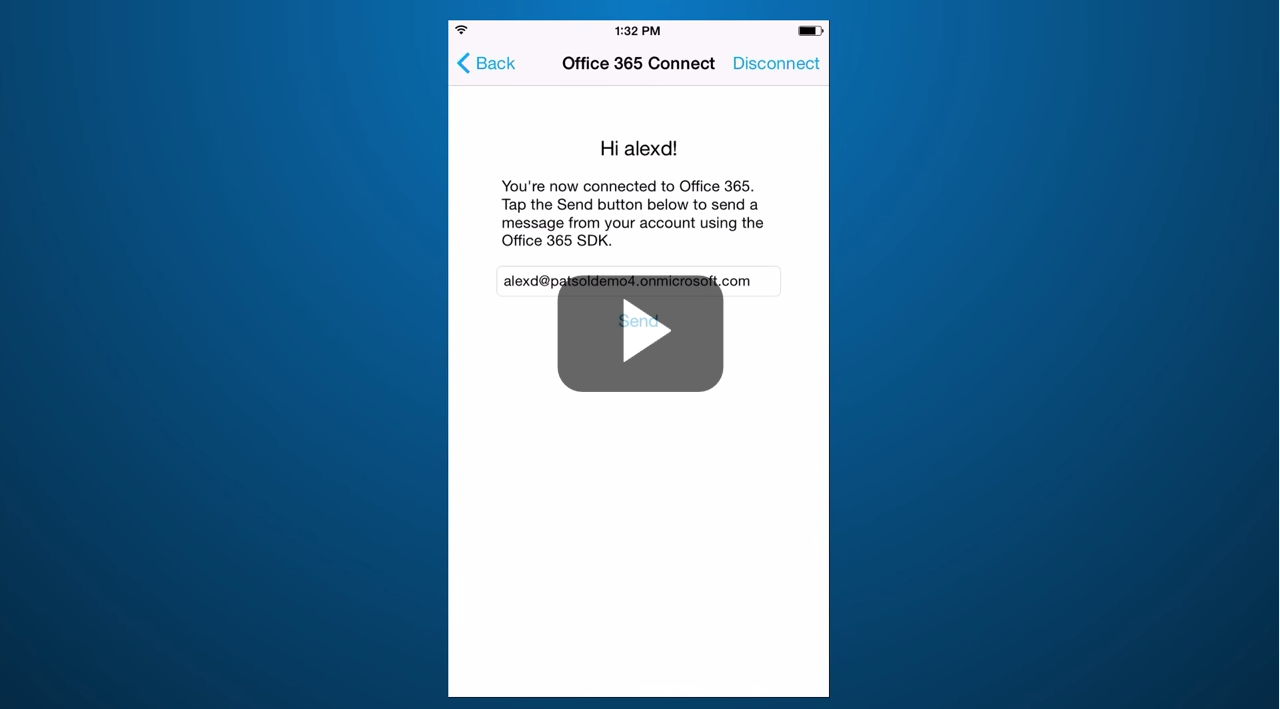 1:32 PM
Back
Office 365 Connect
Disconnect
Hi alexd!
You're now connected to Office 365.
Tap the Send button below to send a
message from your account using the
Office 365 SDK.
alexd@patsoldemo4.onmicrosoft.com
Send